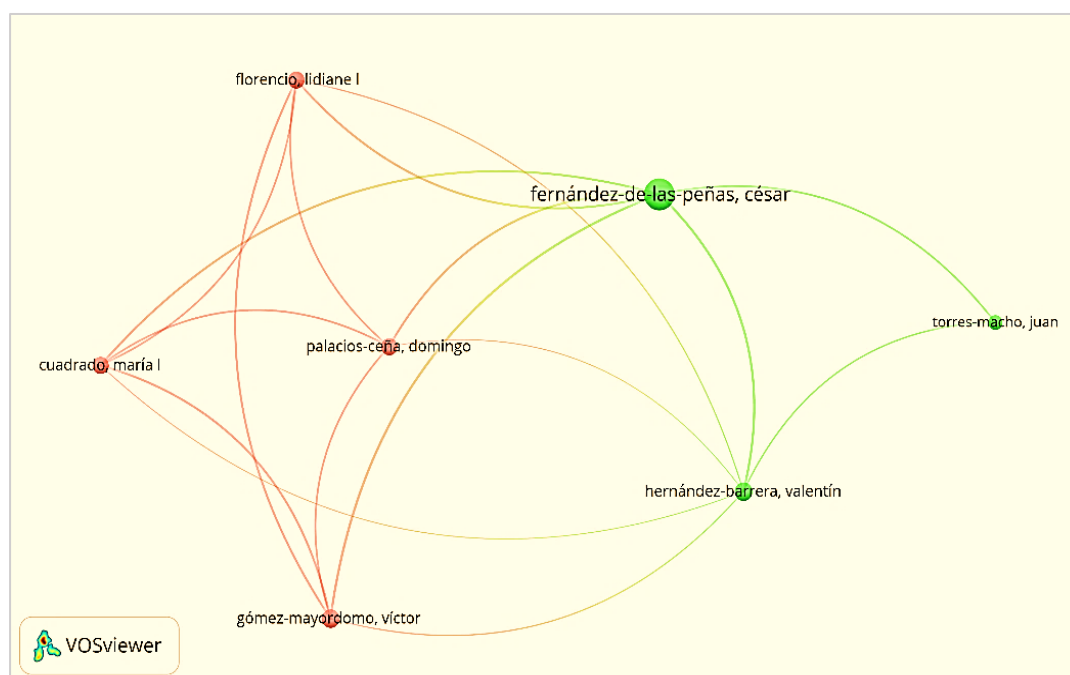 florencio, lidiane l
fernández-de-las-peñas, césar
torres-macho, juan
palacios-ceña, domingo
cuadrado, maría l
hernández-barrera, valentín
gómez-mayordomo, víctor
VOSviewer